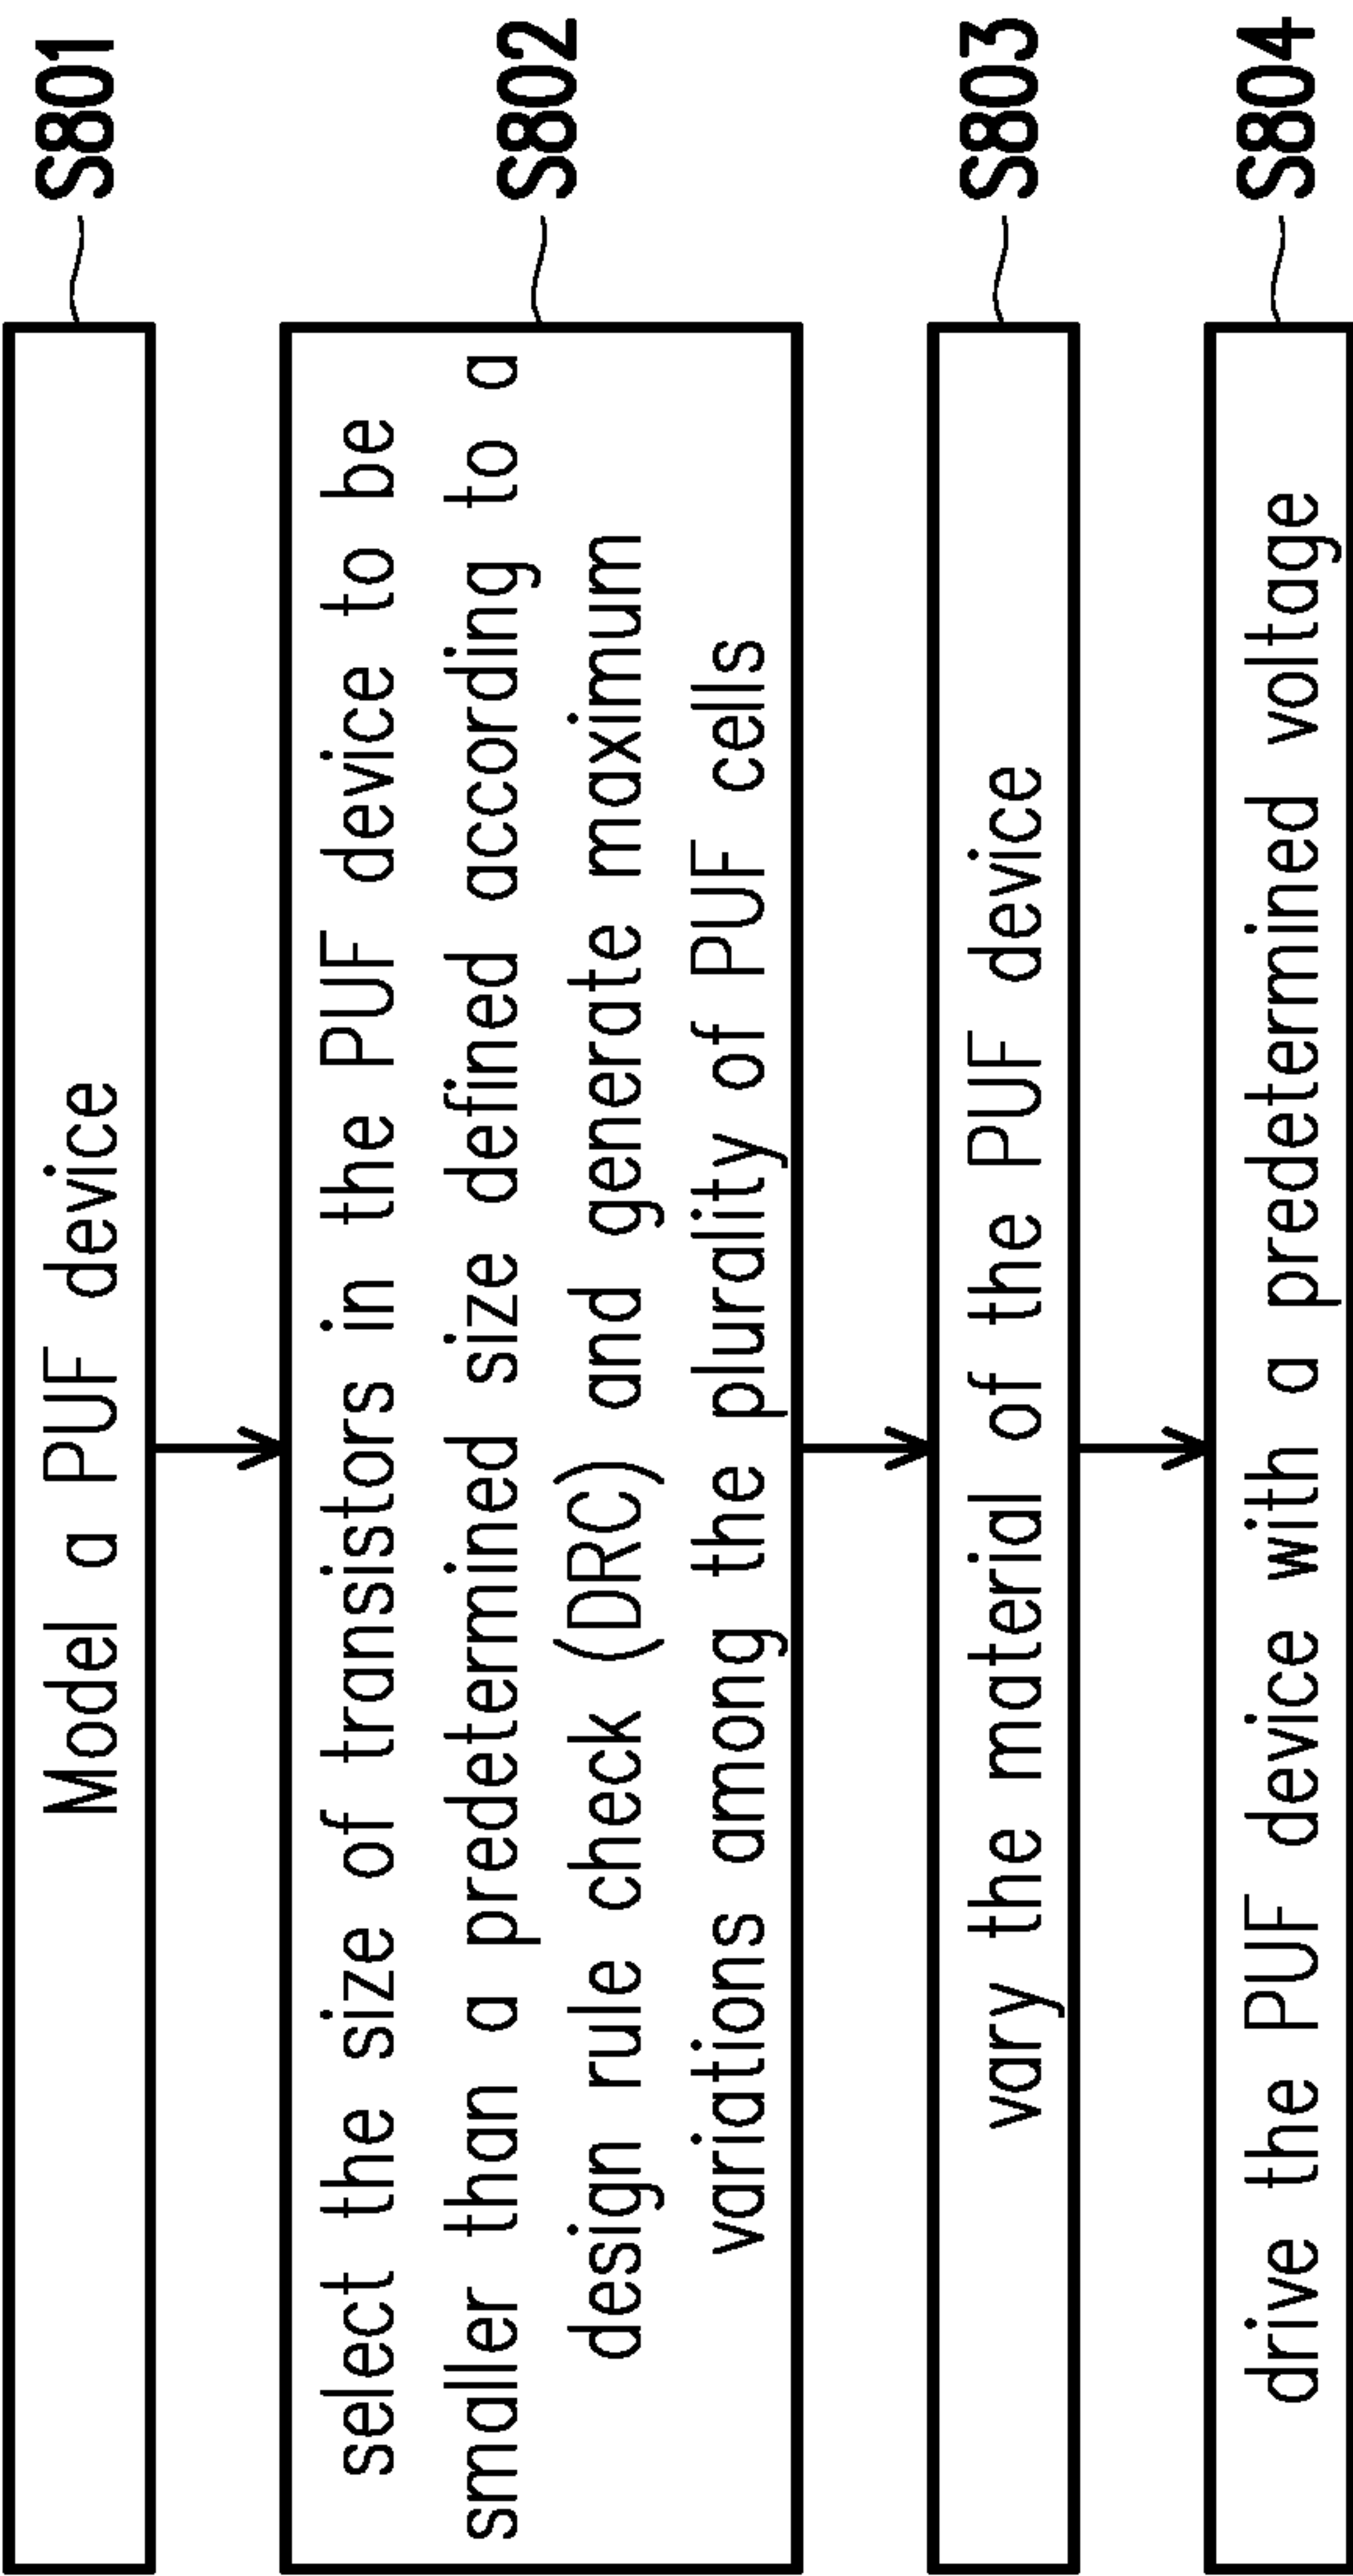 Model a PUF device
S801
select the size of transistors in the PUF device to be
smaller than a predetermined size defined according to a
design rule check (DRC) and generate maximum
variations among the plurality of PUF cells
S802
vary the material of the PUF device
S803
drive the PUF device with a predetermined voltage
S804